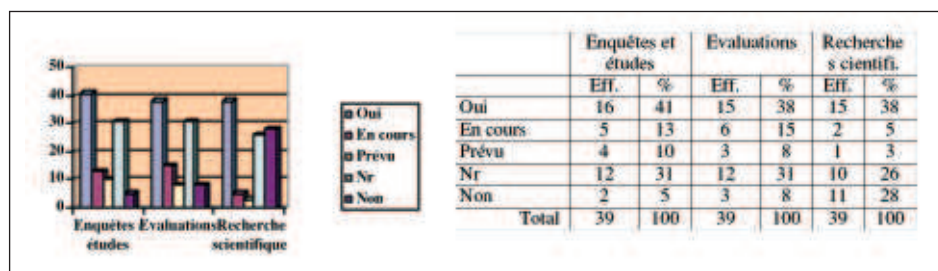 50
40
30
20
10
0
Enquêtes Evaluations Recherche
études scientifique
Oui
En cours
Prévu
Nr
Non
Enquêtes et Evaluations Recherche
études s cientifi.
Eff. % Eff. % Eff. %
Oui 16 41 15 38 15 38
En cours 5 13 6 15 2 5
Prévu 4 10 3 8 1 3
Nr 12 31 12 31 10 26
Non 2 5 3 8 11 28
Total 39 100 39 100 39 100